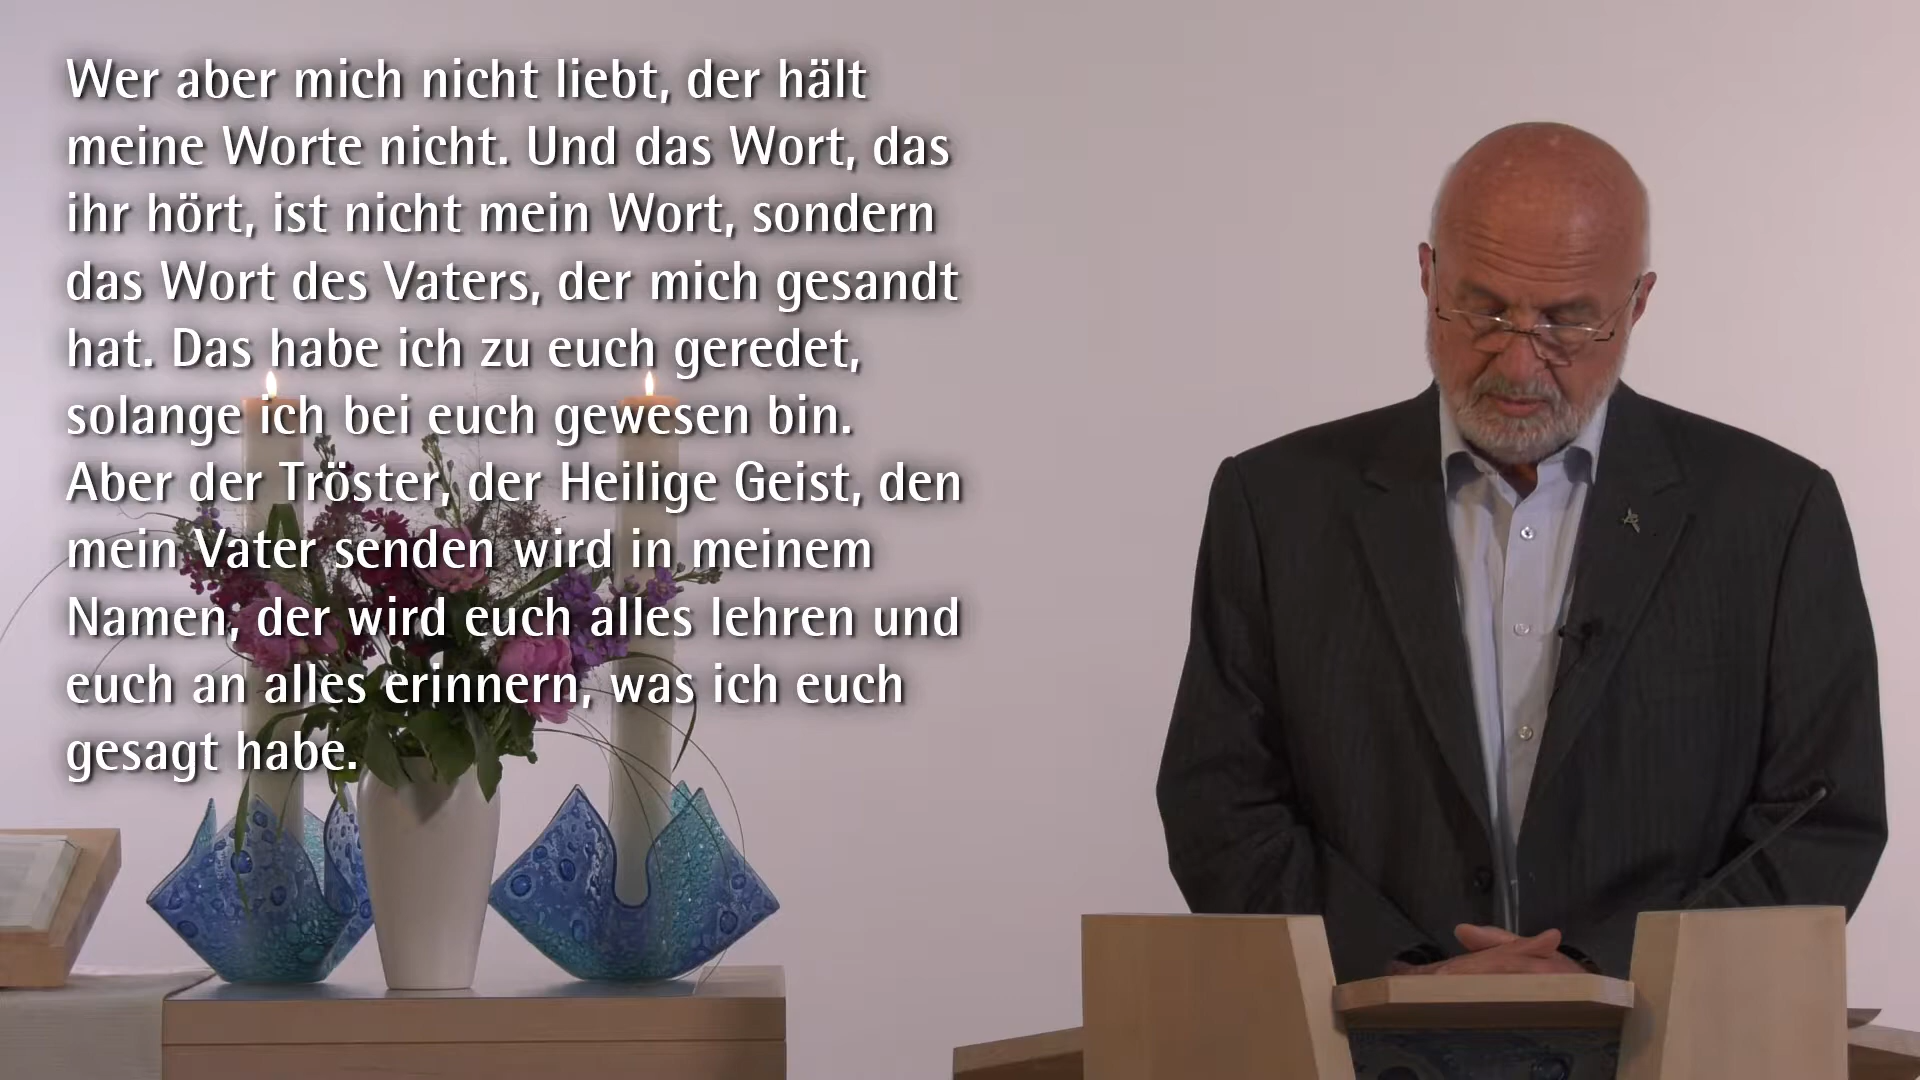 Wer aber mich nicht liebt, der hält
meine Worte nicht. Und das Wort, das
ihr hört, ist nicht mein Wort, sondern
das Wort des Vaters, der mich gesandt
hat. Das habe ich zu euch geredet,
solange ich bei euch gewesen bin.
Aber der Tröster, der Heilige Geist, den
mein Vater senden wird in meinem
Namen, der wird euch alles lehren und
euch an alles erinnern, was ich euch
gesagt habe.